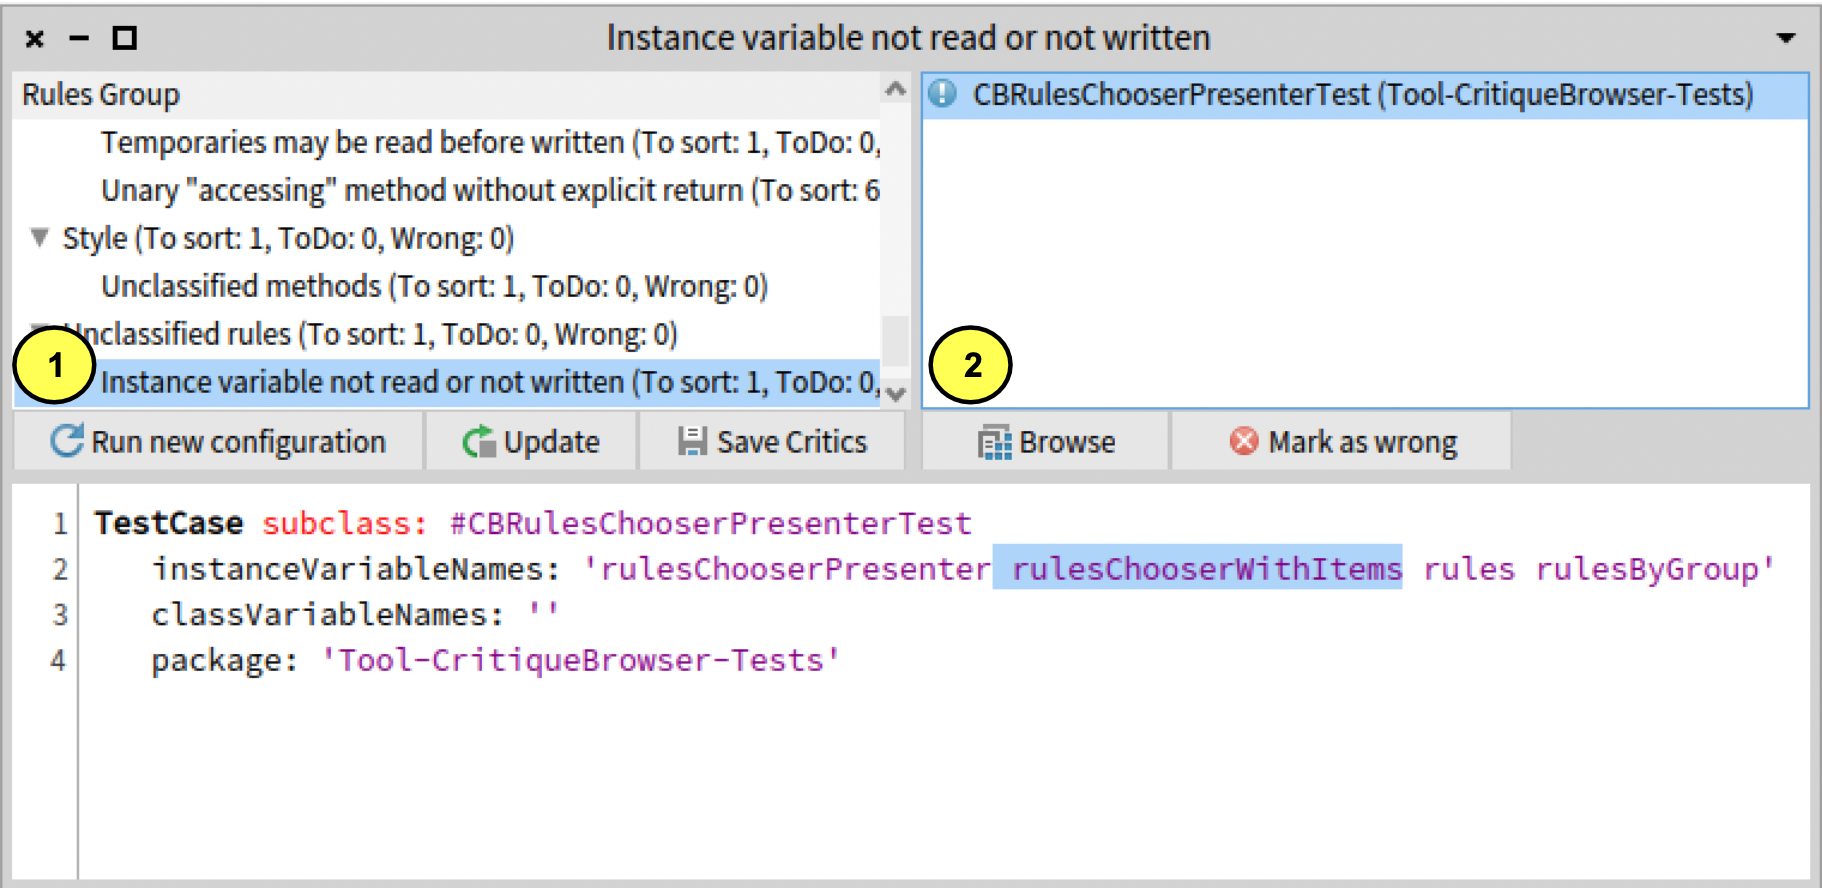 Instance variable not read or not written
Rules Group
Temporaries may be read before written (To sort: 1, ToDo: 0,
Unary "accessing" method without explicit return (To sort: 6
Style (To sort: 1, ToDo: 0, Wrong: 0)
Unclassified methods (To sort: 1, ToDo: 0, Wrong: 0)
Unclassified rules (To sort: 1, ToDo: 0, Wrong: 0)
1
Instance variable not read or not written (To sort: 1, ToDo: 0,
CBRulesChooserPresenterTest (Tool-CritiqueBrowser-Tests)
2
Run new configuration Update Save Critics Browse Mark as wrong
1 TestCase subclass: #CBRulesChooserPresenterTest
2 instanceVariableNames: 'rulesChooserPresenter rulesChooserWithItems rules rulesByGroup'
3 classVariableNames: ''
4 package: 'Tool-CritiqueBrowser-Tests'